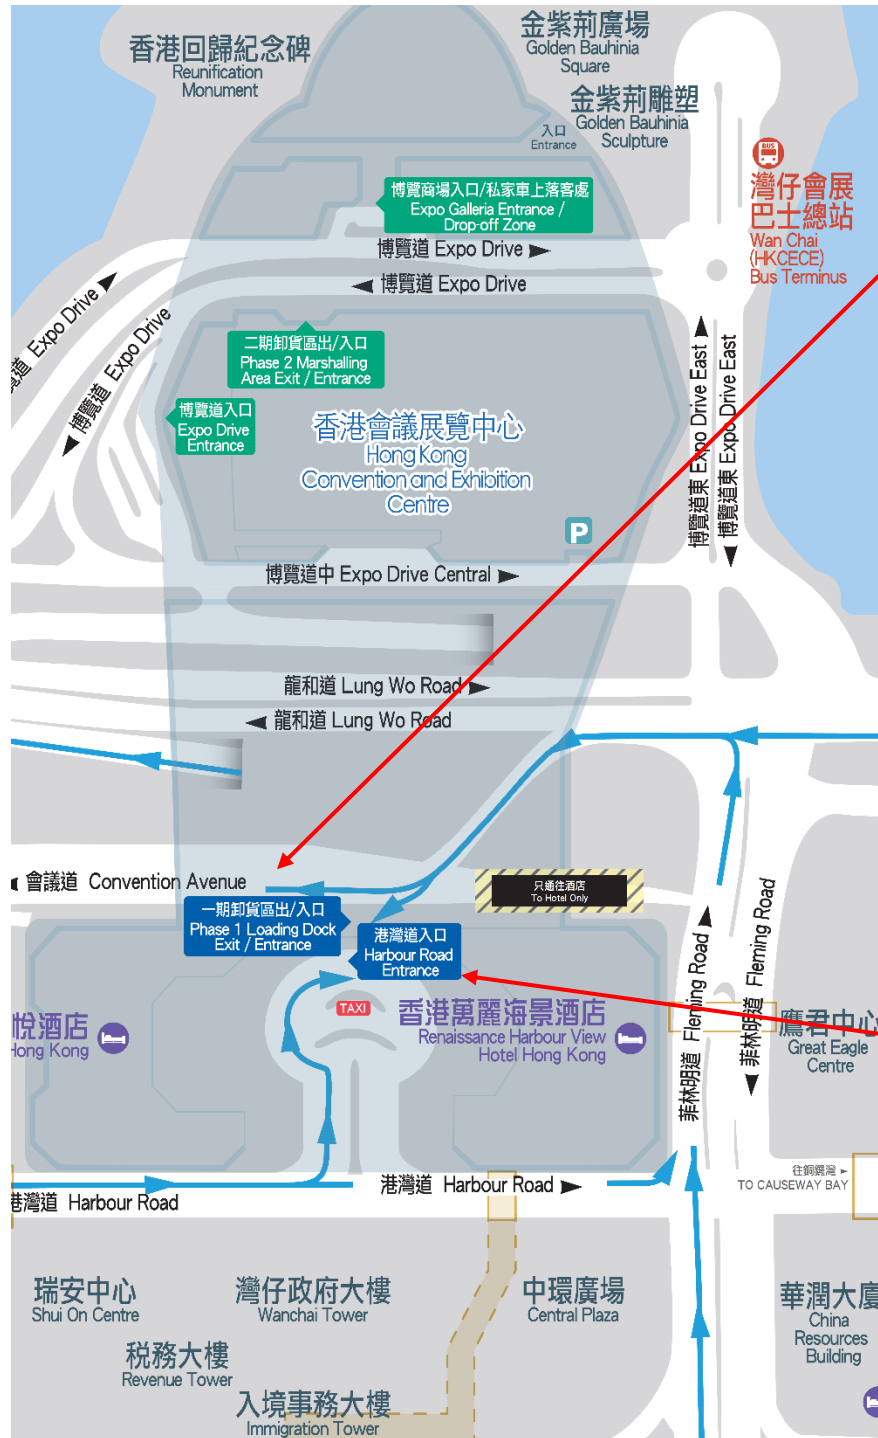 香港回歸紀念碑
Reunification
Monument
金紫荊廣場
Golden Bauhinia
Square
金紫荊雕塑
Golden Bauhinia
Sculpture
入口
Entrance
BUS
灣仔會展
巴士總站
Wan Chai
(HKCECE)
Bus Terminus
博覽商場入口/私家車上落客處
Expo Galleria Entrance /
Drop-off Zone
博覽道 Expo Drive
博覽道 Expo Drive
覽道 Expo Drive
博覽道 Expo Drive
二期卸貨區出/入口
Phase 2 Marshalling
Area Exit / Entrance
博覽道入口
Expo Drive
Entrance
香港會議展覽中心
Hong Kong
Convention and Exhibition
Centre
P
博覽道東 Expo Drive East
博覽道東 Expo Drive East
博覽道中 Expo Drive Central
龍和道 Lung Wo Road
龍和道 Lung Wo Road
會議道 Convention Avenue
只通往酒店
To Hotel Only
一期卸貨區出/入口
Phase 1 Loading Dock
Exit / Entrance
港灣道入口
Harbour Road
Entrance
TAXI
悅酒店
Hong Kong
香港萬麗海景酒店
Renaissance Harbour View
Hotel Hong Kong
菲林明道 Fleming Road
菲林明道 Fleming Road
鷹君中心
Great Eagle
Centre
港灣道 Harbour Road
港灣道 Harbour Road
往銅鑼灣
TO CAUSEWAY BAY
瑞安中心
Shui On Centre
灣仔政府大樓
Wanchai Tower
中環廣場
Central Plaza
華潤大廈
China
Resources
Building
税務大樓
Revenue Tower
入境事務大樓
Immigration Tower